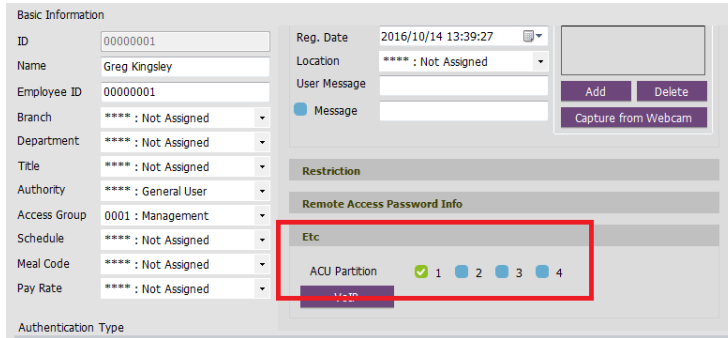 Basic Information
ID 00000001
Name Greg Kingsley
Employee ID 00000001
Branch **** : Not Assigned
Department **** : Not Assigned
Title **** : Not Assigned
Authority **** : General User
Access Group 0001 : Management
Schedule **** : Not Assigned
Meal Code **** : Not Assigned
Pay Rate **** : Not Assigned
Authentication Type
Reg. Date 2016/10/14 13:39:27
Location **** : Not Assigned
User Message
Message
Add Delete
Capture from Webcam
Restriction
Remote Access Password Info
Etc
ACU Partition 1 2 3 4
VoIP